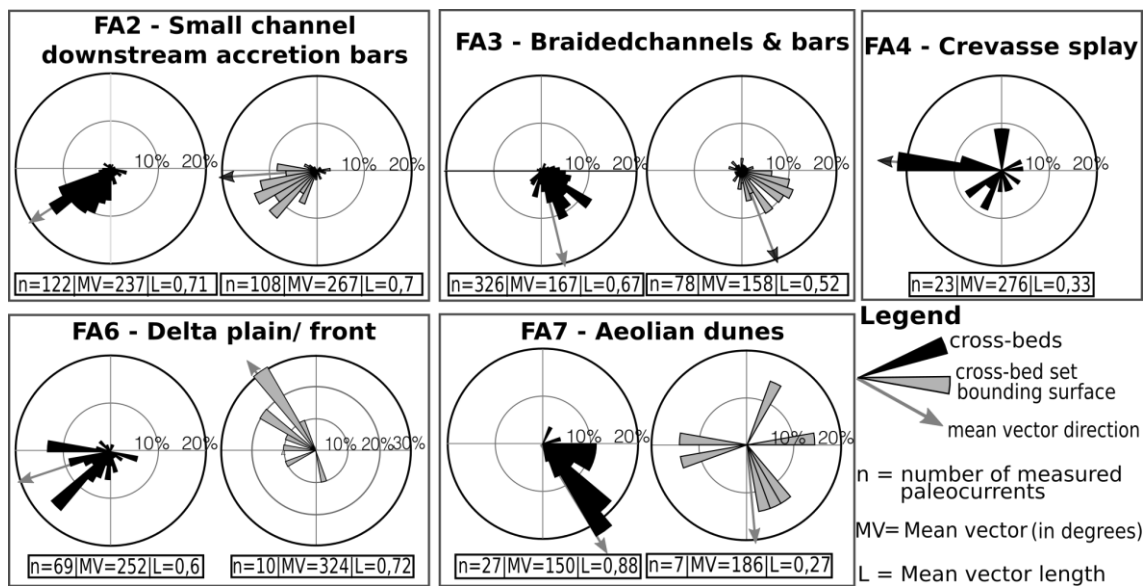 FA2 - Small channel
downstream accretion bars
10% 20%
10% 20%
n=122|MV=237|L=0,71
n=108|MV=267|L=0,7
FA3 - Braidedchannels & bars
10% 20%
10% 20%
n=326|MV=167|L=0,67
n=78|MV=158|L=0,52
FA4 - Crevasse splay
10% 20%
n=23|MV=276|L=0,33
FA6 - Delta plain/ front
10% 20%
10% 20% 30%
n=69|MV=252|L=0,6
n=10|MV=324|L=0,72
FA7 - Aeolian dunes
10% 20%
10% 20%
n=27|MV=150|L=0,88
n=7|MV=186|L=0,27
Legend
cross-beds
cross-bed set
bounding surface
mean vector direction
n = number of measured
paleocurrents
MV= Mean vector (in degrees)
L = Mean vector length